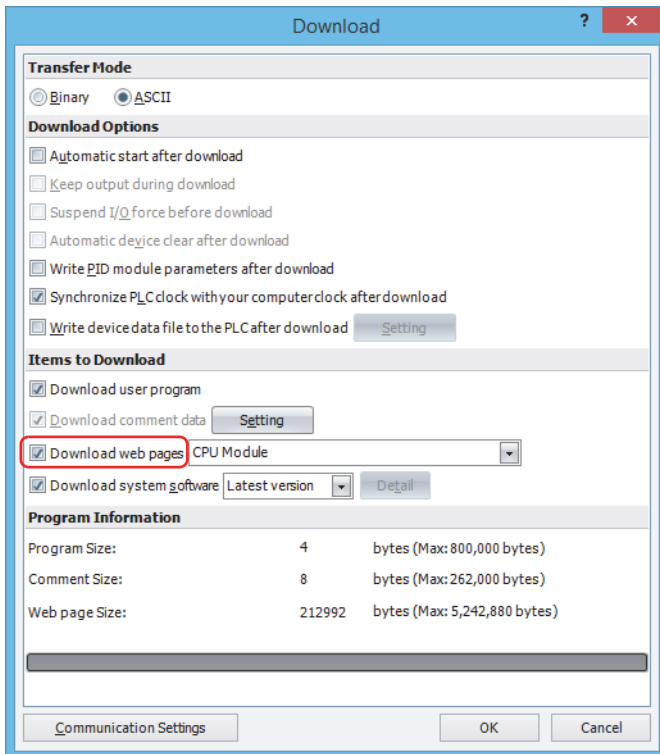 Download
? ×
Transfer Mode
Binary ASCII
Download Options
Automatic start after download
Keep output during download
Suspend I/O force before download
Automatic device clear after download
Write PID module parameters after download
Synchronize PLC clock with your computer clock after download
Write device data file to the PLC after download Setting
Items to Download
Download user program
Download comment data Setting
Download web pages CPU Module
Download system software Latest version Detail
Program Information
Program Size: 4 bytes (Max: 800,000 bytes)
Comment Size: 8 bytes (Max: 262,000 bytes)
Web page Size: 212992 bytes (Max: 5,242,880 bytes)
Communication Settings OK Cancel